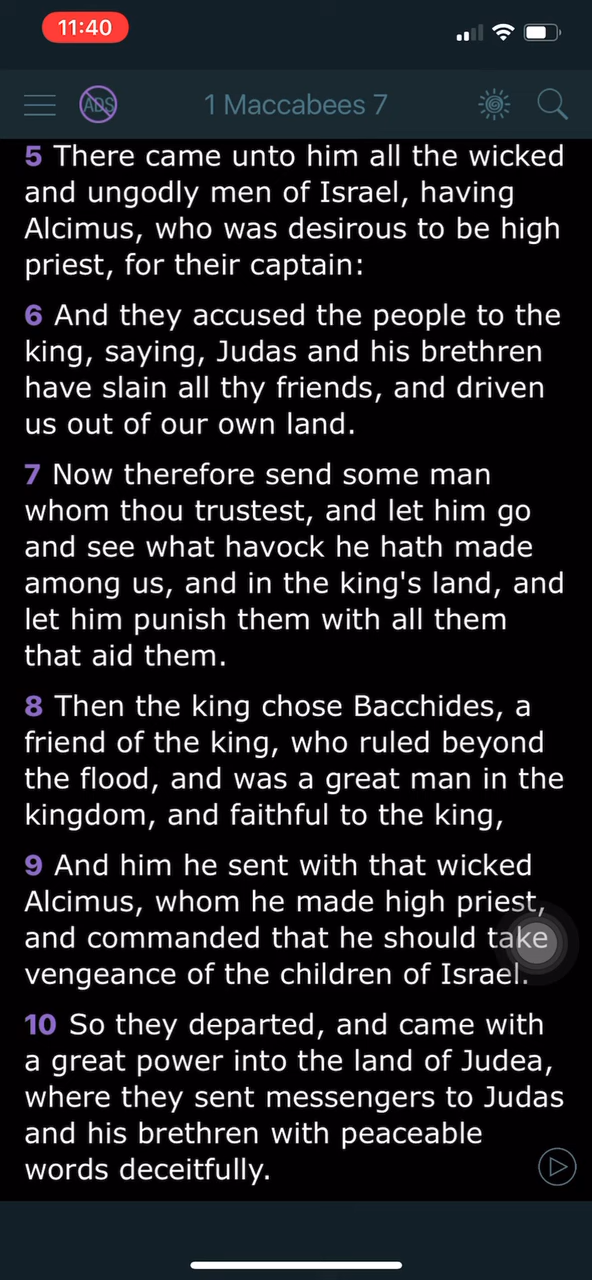 11:40
ADS
1 Maccabees 7
5 There came unto him all the wicked
and ungodly men of Israel, having
Alcimus, who was desirous to be high
priest, for their captain:
6 And they accused the people to the
king, saying, Judas and his brethren
have slain all thy friends, and driven
us out of our own land.
7 Now therefore send some man
whom thou trustest, and let him go
and see what havock he hath made
among us, and in the king's land, and
let him punish them with all them
that aid them.
8 Then the king chose Bacchides, a
friend of the king, who ruled beyond
the flood, and was a great man in the
kingdom, and faithful to the king,
9 And him he sent with that wicked
Alcimus, whom he made high priest,
and commanded that he should take
vengeance of the children of Israel.
10 So they departed, and came with
a great power into the land of Judea,
where they sent messengers to Judas
and his brethren with peaceable
words deceitfully.